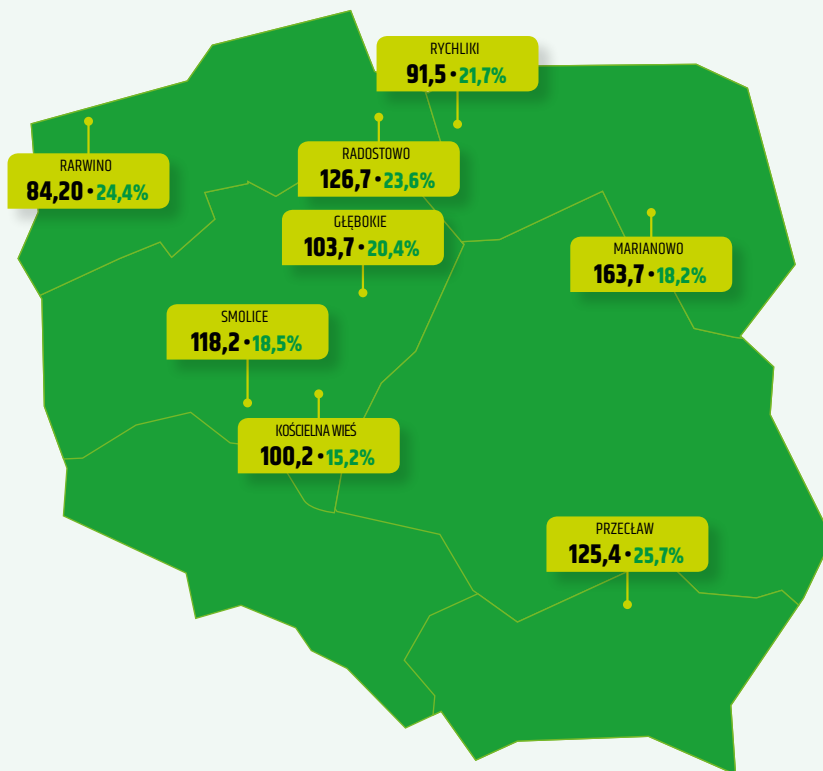 RYCHLIKI
91,5 • 21,7%
RARWINO
84,20 • 24,4%
RADOSTOWO
126,7 • 23,6%
GŁĘBOKIE
103,7 • 20,4%
MARIANOWO
163,7 • 18,2%
SMOLICE
118,2 • 18,5%
KOŚCIELNA WIEŚ
100,2 • 15,2%
PRZECŁAW
125,4 • 25,7%